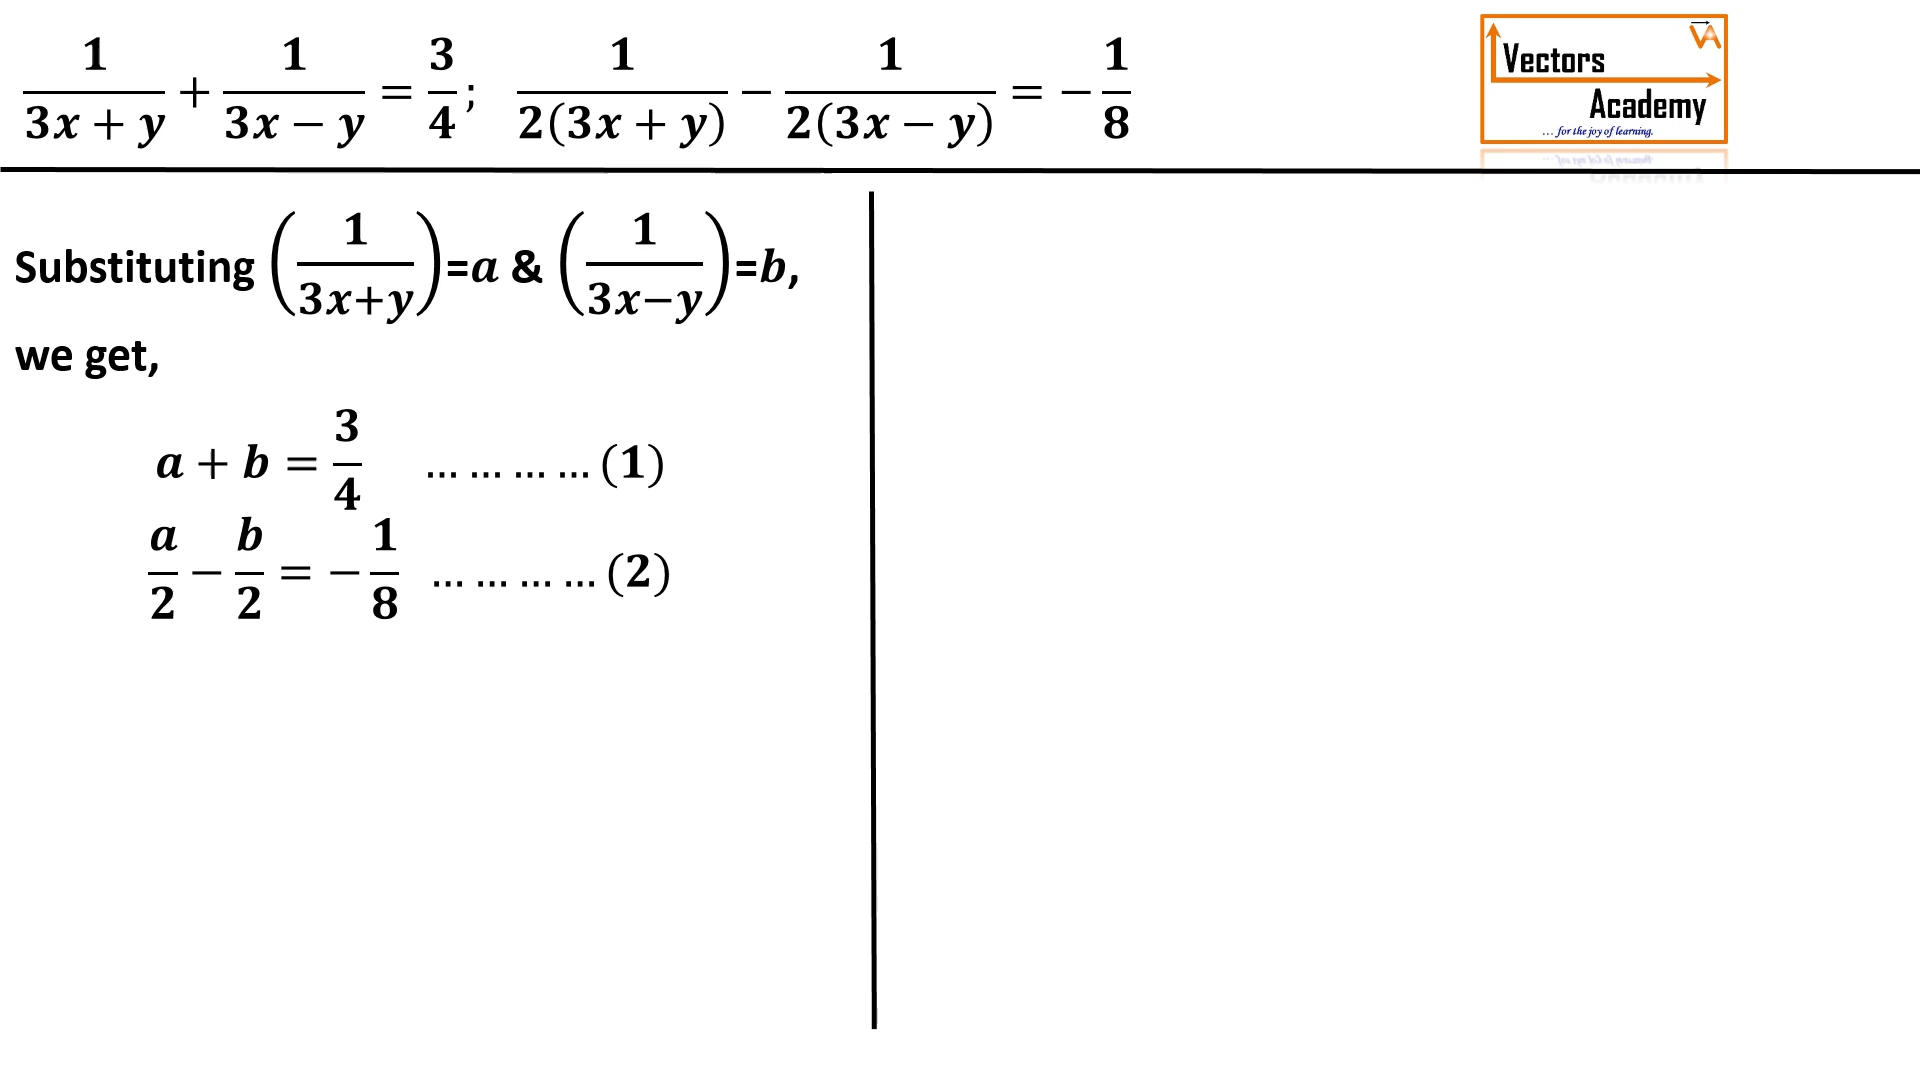 1/(3x + y) + 1/(3x − y) = 3/4 ; 1/(2(3x + y)) − 1/(2(3x − y)) = − 1/8
Vectors
Academy
... for the joy of learning.
Substituting (1/(3x+y))=a & (1/(3x−y))=b,
we get,
a + b = 3/4 … … … … (1)
a/2 − b/2 = − 1/8 … … … … (2)